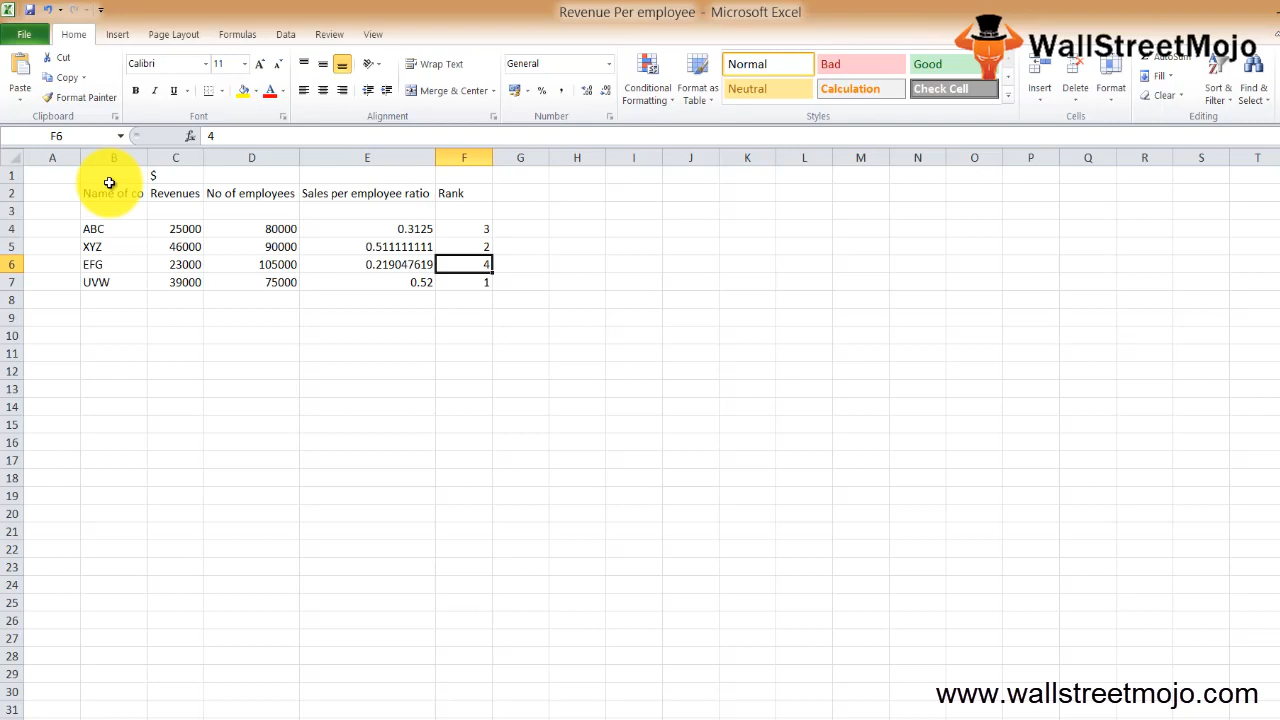 Revenue Per employee - Microsoft Excel
File Home Insert Page Layout Formulas Data Review View
WallStreetMojo
Paste
Cut
Copy
Format Painter
Clipboard
Calibri 11
B I U
Font
Wrap Text
Merge & Center
Alignment
General
Number
Conditional Formatting
Format as Table
Normal Bad Good
Neutral Calculation Check Cell
Styles
Insert Delete Format
Cells
AutoSum
Fill
Clear
Sort & Filter
Find & Select
Editing
F6 fx 4
A B C D E F G H I J K L M N O P Q R S T
1 $
2 Name of co Revenues No of employees Sales per employee ratio Rank
3
4 ABC 25000 80000 0.3125 3
5 XYZ 46000 90000 0.511111111 2
6 EFG 23000 105000 0.219047619 4
7 UVW 39000 75000 0.52 1
8
9
10
11
12
13
14
15
16
17
18
19
20
21
22
23
24
25
26
27
28
29
30
31
www.wallstreetmojo.com